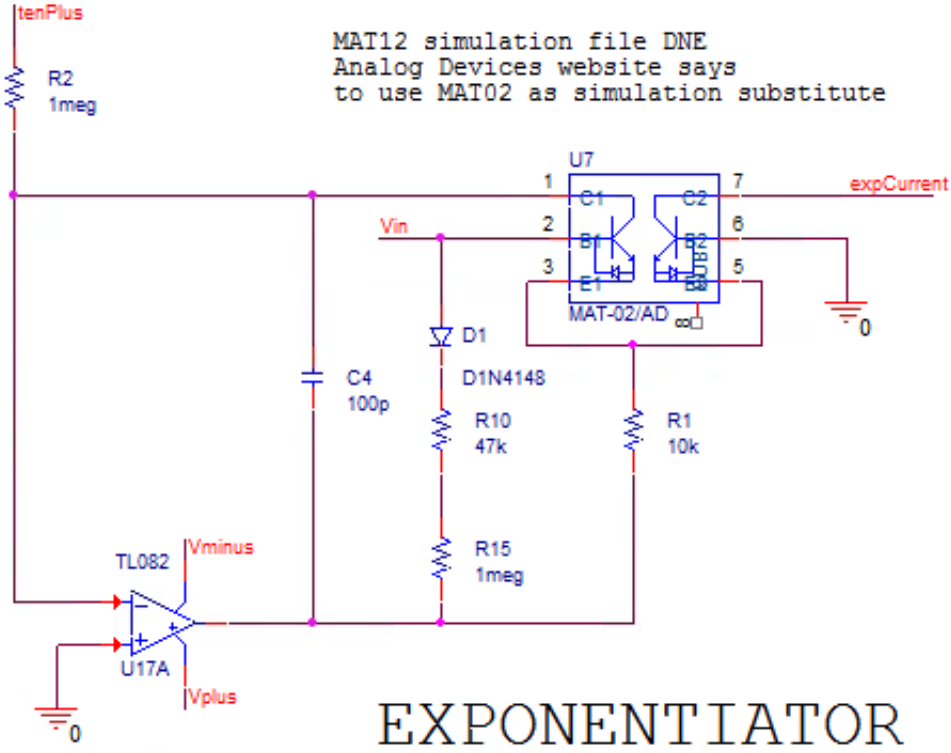 tenPlus
R2
1meg
MAT12 simulation file DNE
Analog Devices website says
to use MAT02 as simulation substitute
U7
1
C1
C2
7
expCurrent
Vin
2
B1
B2
6
3
E1
5
MAT-02/AD
8
0
D1
D1N4148
C4
100p
R10
47k
R1
10k
R15
1meg
TL082
Vminus
U17A
Vplus
0
EXPONENTIATOR